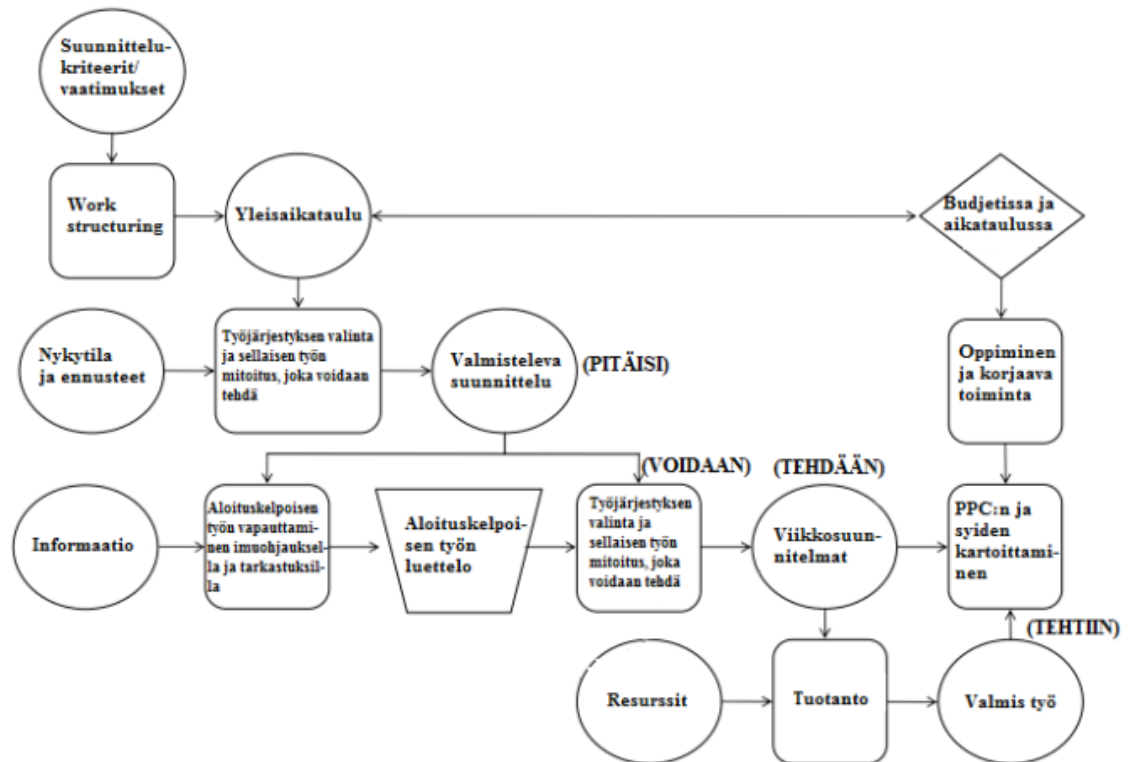 Suunnittelu-
kriteerit/
vaatimukset
Work
structuring
Yleisaikataulu
Budjetissa ja
aikataulussa
Nykytila
ja ennusteet
Työjärjestyksen valinta
ja sellaisen työn
mitoitus, joka voidaan
tehdä
Valmisteleva
suunnittelu
(PITÄISI)
Oppiminen
ja korjaava
toiminta
(VOIDAAN)
(TEHDÄÄN)
Informaatio
Aloituskelpoisen
työn vapauttami-
nen imuohjauksel-
la ja tarkastuksil-
la
Aloituskelpoi-
sen työn
luettelo
Työjärjestyksen
valinta ja
sellaisen työn
mitoitus, joka
voidaan tehdä
Viikkosuun-
nitelmat
PPC:n ja
syiden
kartoittami-
nen
(TEHTIIN)
Resurssit
Tuotanto
Valmis työ